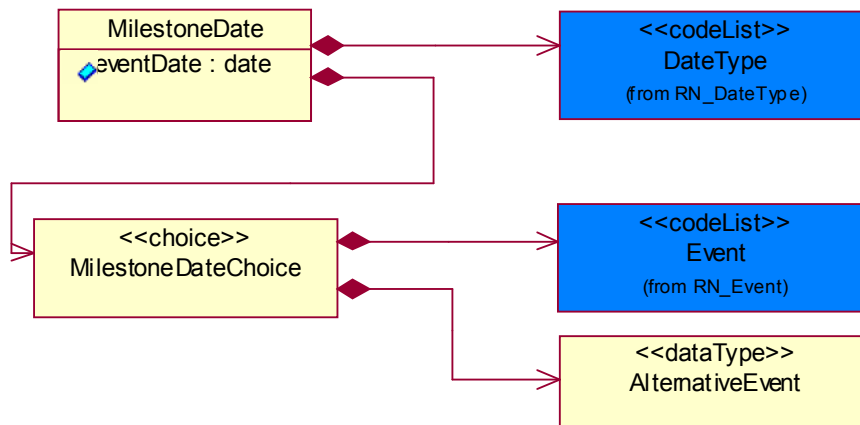 MilestoneDate
eventDate : date
<<codeList>>
DateType
(from RN_DateType)
<<choice>>
MilestoneDateChoice
<<codeList>>
Event
(from RN_Event)
<<dataType>>
AlternativeEvent